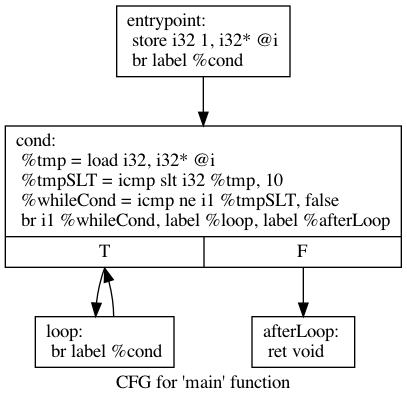 entrypoint:
store i32 1, i32* @i
br label %cond
cond:
%tmp = load i32, i32* @i
%tmpSLT = icmp slt i32 %tmp, 10
%whileCond = icmp ne i1 %tmpSLT, false
br i1 %whileCond, label %loop, label %afterLoop
T
F
loop:
br label %cond
afterLoop:
ret void
CFG for 'main' function